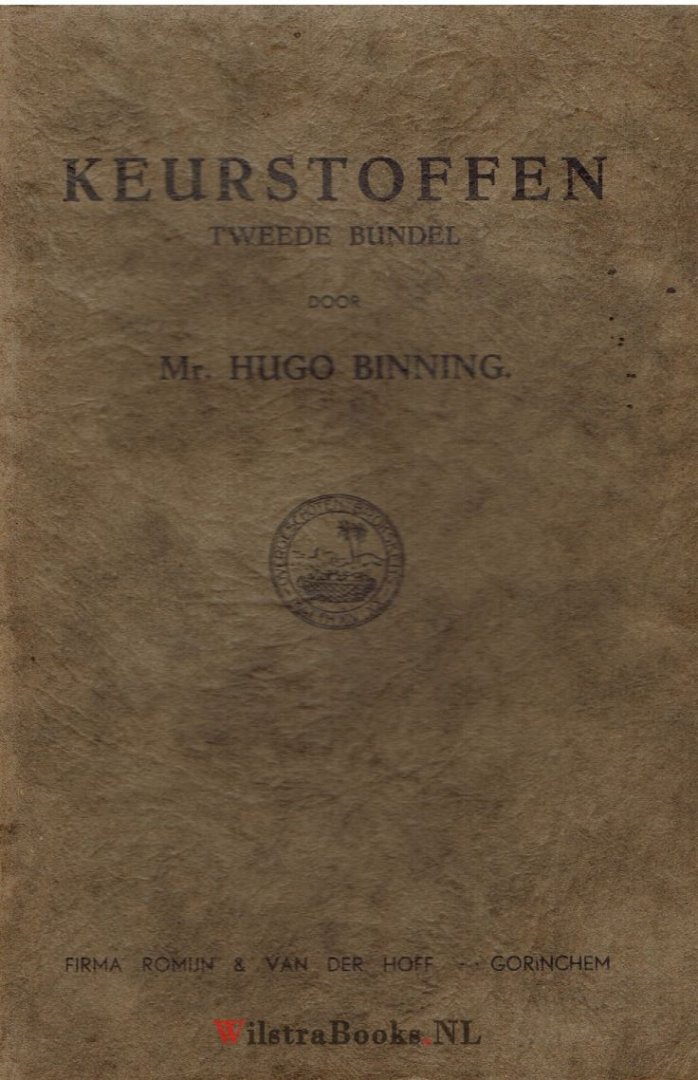 KEURSTOFFEN
TWEEDE BUNDEL
DOOR
Mr. HUGO BINNING.
FIRMA ROMIJN & VAN DER HOFF - GORINCHEM
WilstraBooks.NL